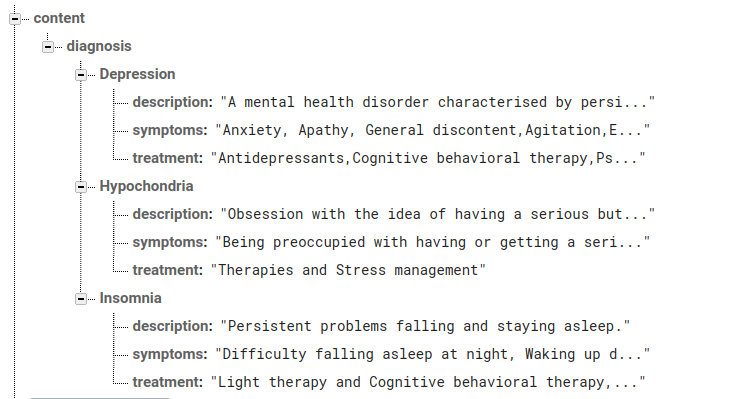 content
diagnosis
Depression
description: "A mental health disorder characterised by persi..."
symptoms: "Anxiety, Apathy, General discontent,Agitation,E..."
treatment: "Antidepressants,Cognitive behavioral therapy,Ps..."
Hypochondria
description: "Obsession with the idea of having a serious but..."
symptoms: "Being preoccupied with having or getting a seri..."
treatment: "Therapies and Stress management"
Insomnia
description: "Persistent problems falling and staying asleep."
symptoms: "Difficulty falling asleep at night, Waking up d..."
treatment: "Light therapy and Cognitive behavioral therapy,..."